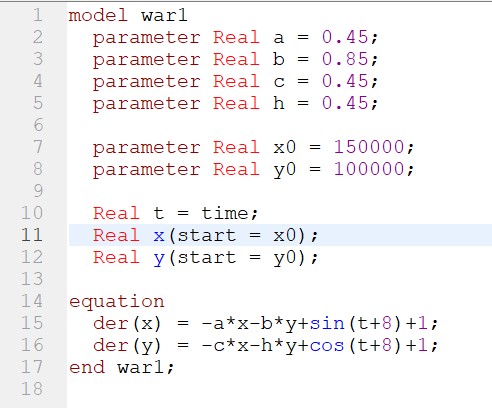 1 model war1
2 parameter Real a = 0.45;
3 parameter Real b = 0.85;
4 parameter Real c = 0.45;
5 parameter Real h = 0.45;
6
7 parameter Real x0 = 150000;
8 parameter Real y0 = 100000;
9
10 Real t = time;
11 Real x(start = x0);
12 Real y(start = y0);
13
14 equation
15 der(x) = -a*x-b*y+sin(t+8)+1;
16 der(y) = -c*x-h*y+cos(t+8)+1;
17 end war1;
18